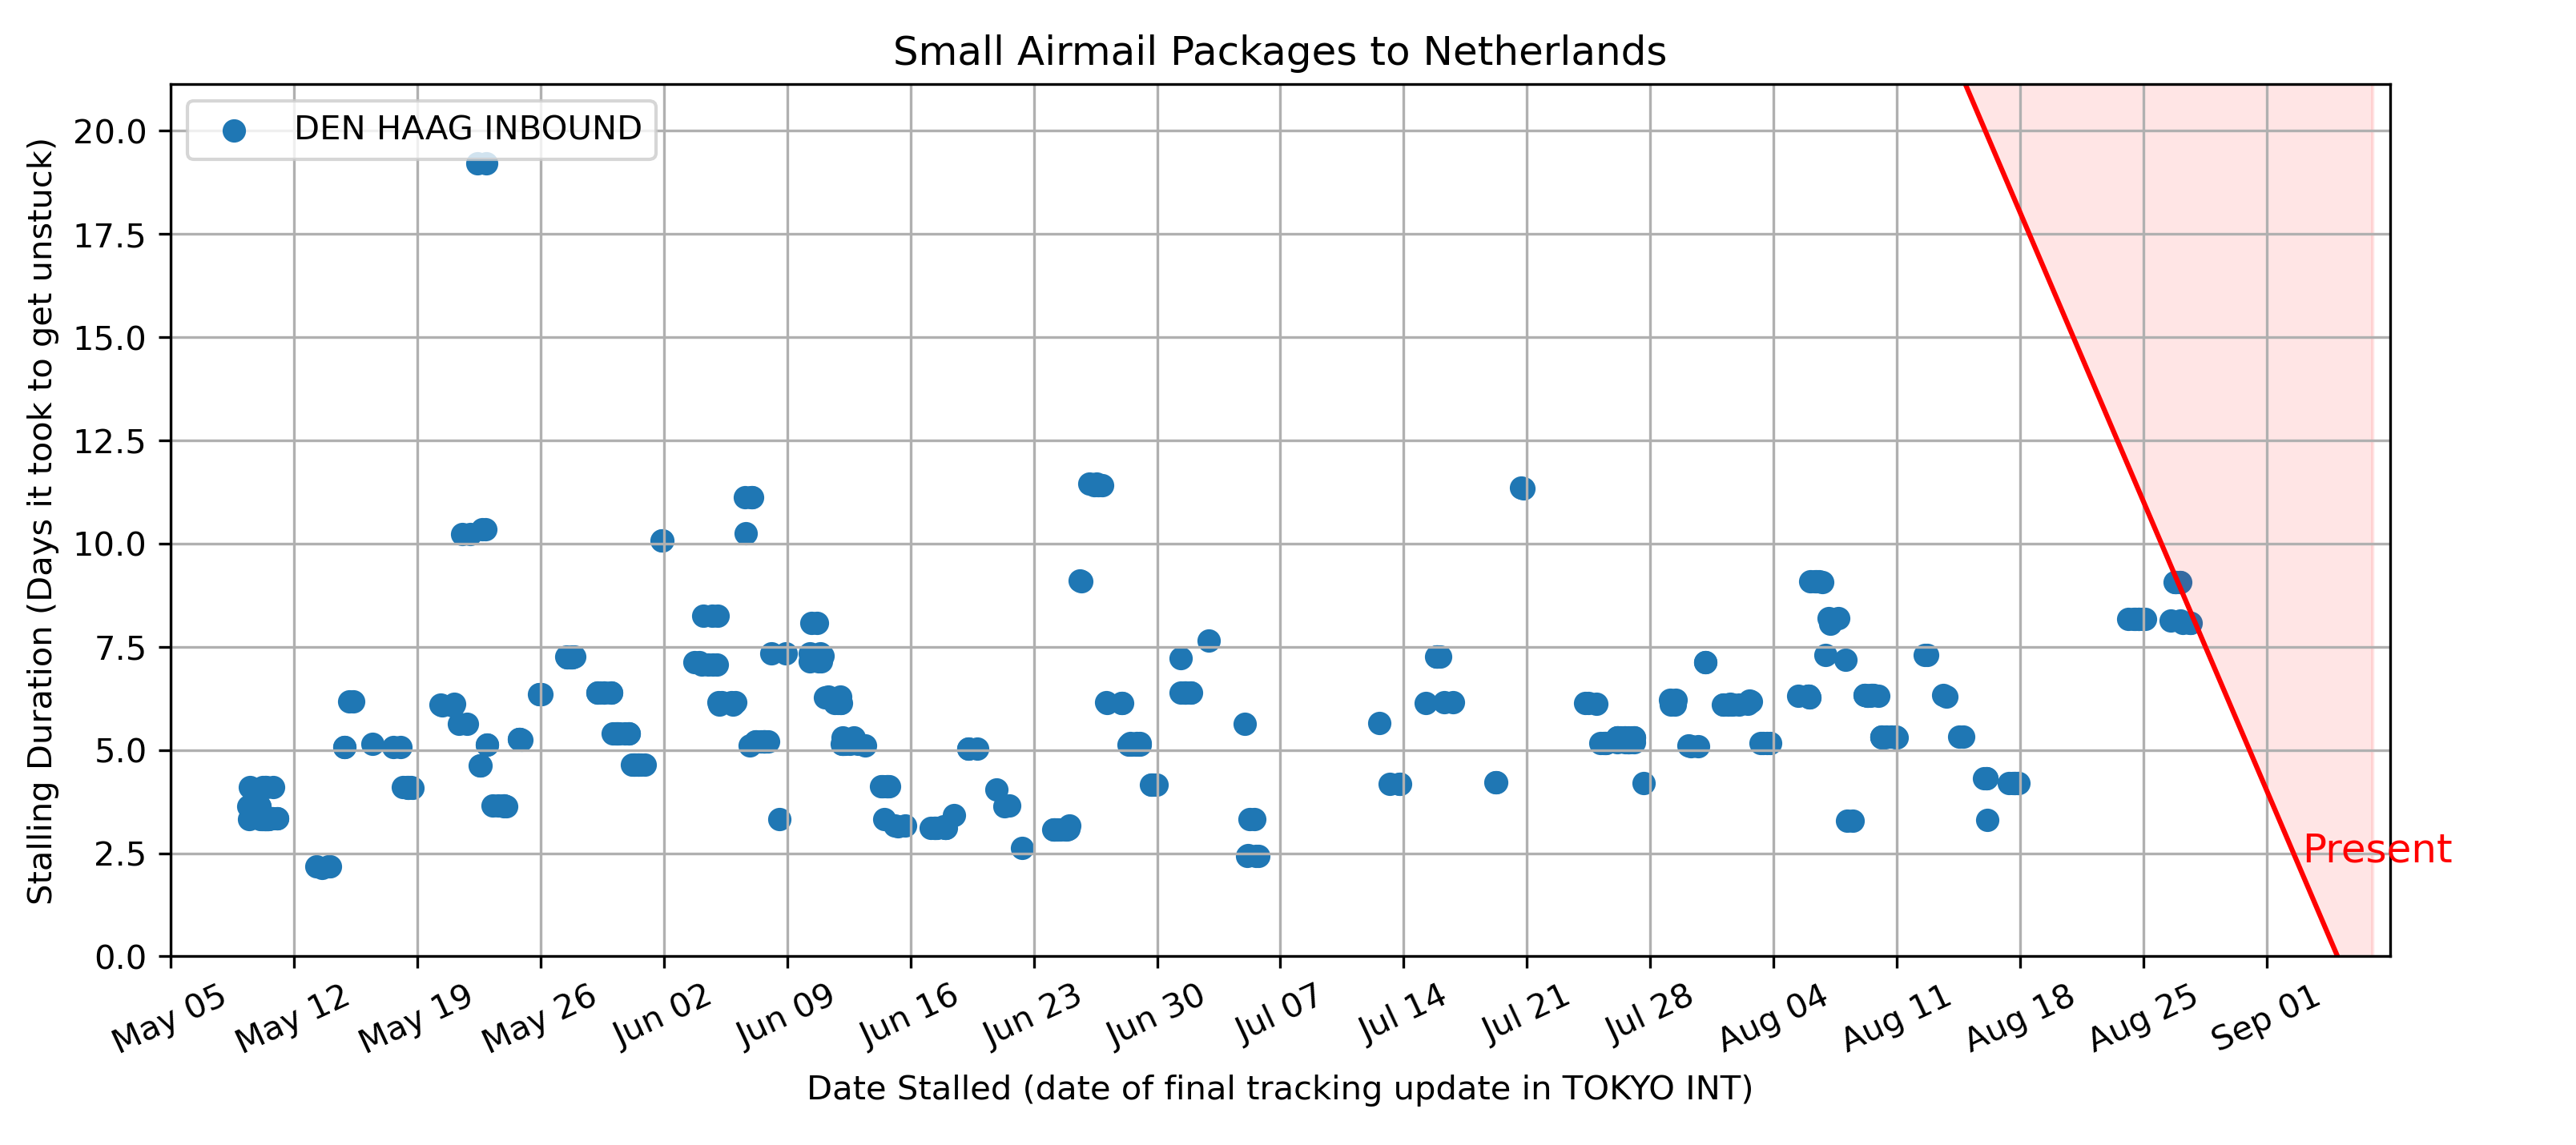 Small Airmail Packages to Netherlands
DEN HAAG INBOUND
Stalling Duration (Days it took to get unstuck)
20.0
17.5
15.0
12.5
10.0
7.5
5.0
2.5
0.0
Present
May 05
May 12
May 19
May 26
Jun 02
Jun 09
Jun 16
Jun 23
Jun 30
Jul 07
Jul 14
Jul 21
Jul 28
Aug 04
Aug 11
Aug 18
Aug 25
Sep 01
Date Stalled (date of final tracking update in TOKYO INT)